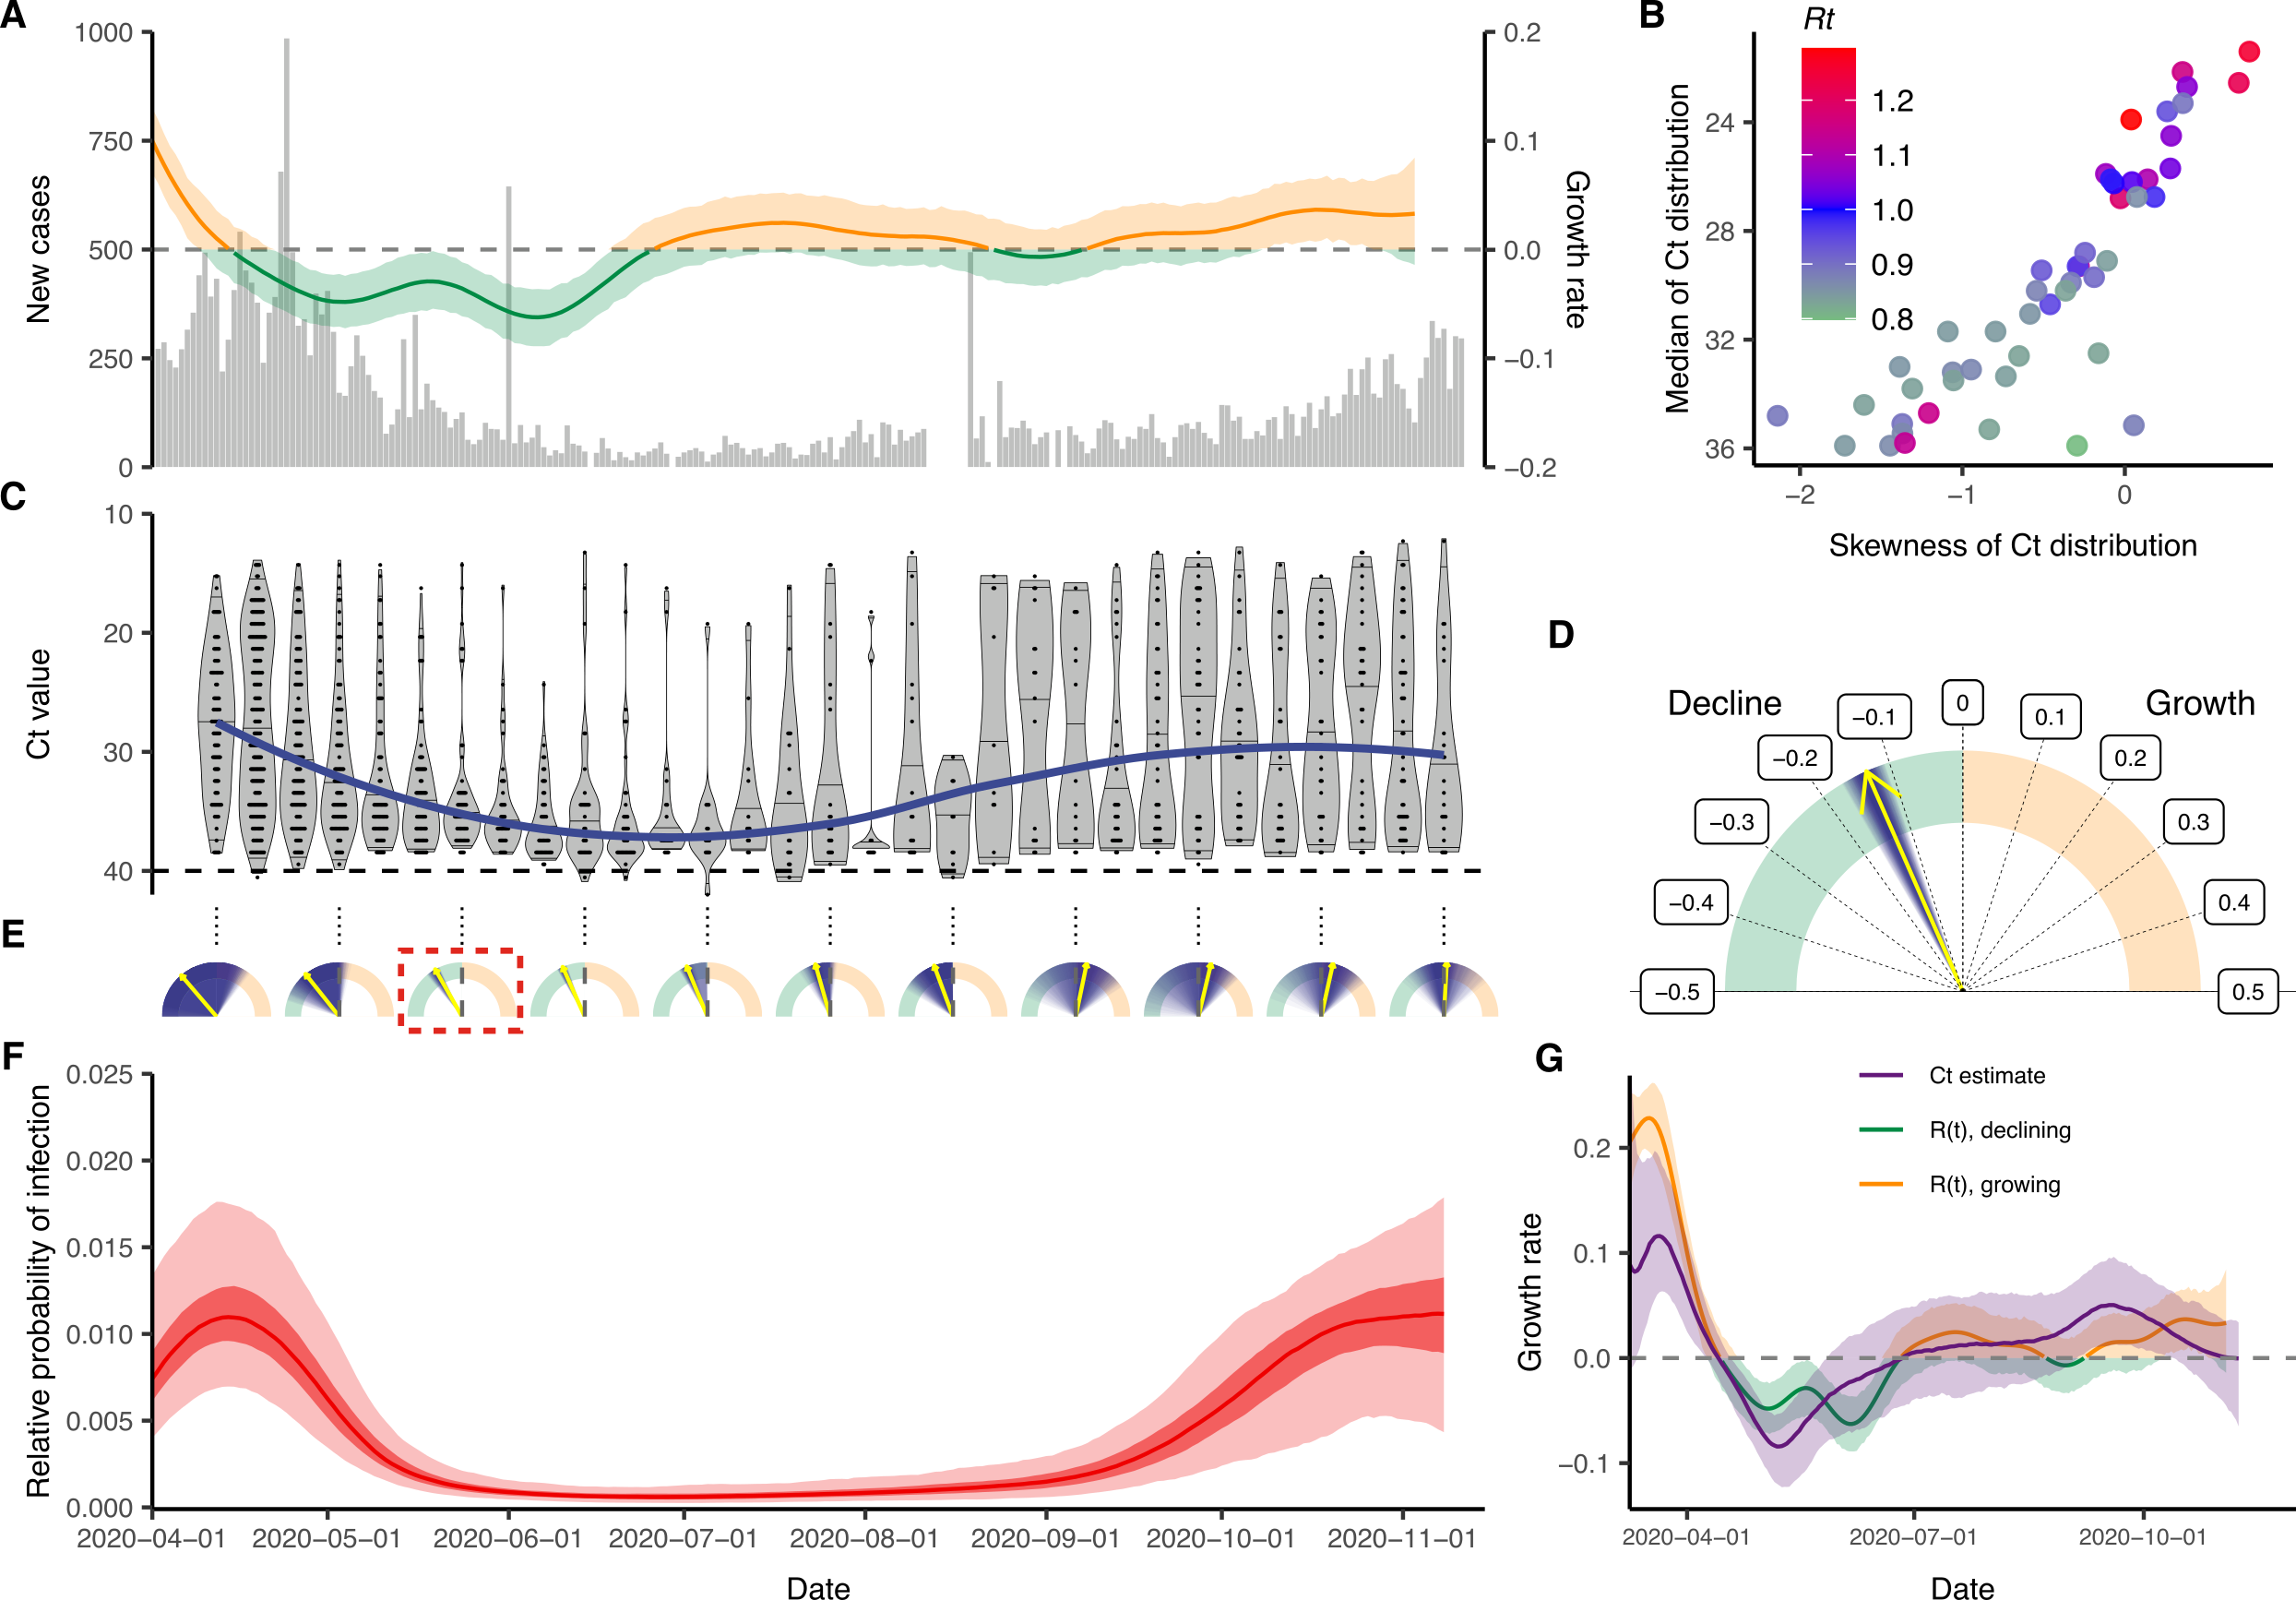 A
New cases
1000
750
500
250
0
0.2
0.1
0.0
−0.1
−0.2
Growth rate
B
Rt
1.2
1.1
1.0
0.9
0.8
Median of Ct distribution
24
28
32
36
−2
−1
0
Skewness of Ct distribution
C
Ct value
10
20
30
40
D
Decline
Growth
−0.5
−0.4
−0.3
−0.2
−0.1
0
0.1
0.2
0.3
0.4
0.5
E
F
Relative probability of infection
0.025
0.020
0.015
0.010
0.005
0.000
2020−04−01
2020−05−01
2020−06−01
2020−07−01
2020−08−01
2020−09−01
2020−10−01
2020−11−01
Date
G
Ct estimate
R(t), declining
R(t), growing
Growth rate
0.2
0.1
0.0
−0.1
2020−04−01
2020−07−01
2020−10−01
Date